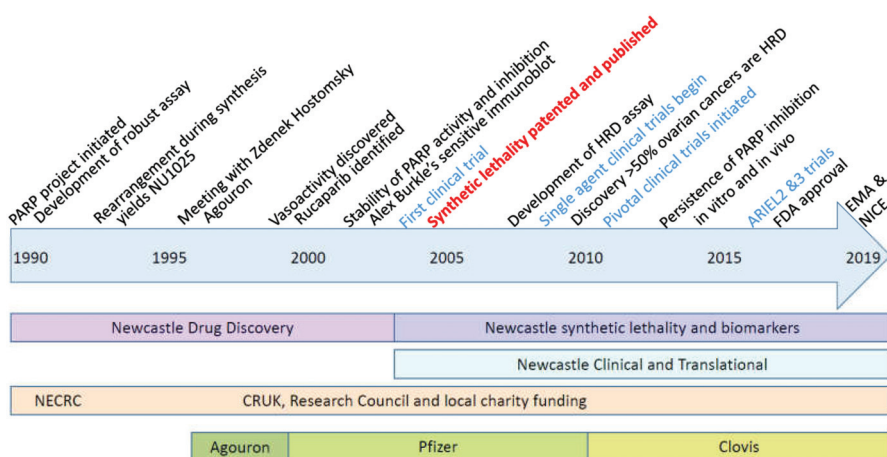 PARP project initiated
Development of robust assay
Rearrangement during synthesis
yields NU1025
Meeting with Zdenek Hostomsky
Agouron
Vasoactivity discovered
Rucaparib identified
Stability of PARP activity and inhibition
Alex Burkle's sensitive immunoblot
First clinical trial
Synthetic lethality patented and published
Development of HRD assay
Single agent clinical trials begin
Discovery >50% ovarian cancers are HRD
Pivotal clinical trials initiated
Persistence of PARP inhibition
in vitro and in vivo
ARIEL2 &3 trials
FDA approval
EMA &
NICE
1990 1995 2000 2005 2010 2015 2019
Newcastle Drug Discovery Newcastle synthetic lethality and biomarkers
Newcastle Clinical and Translational
NECRC CRUK, Research Council and local charity funding
Agouron Pfizer Clovis